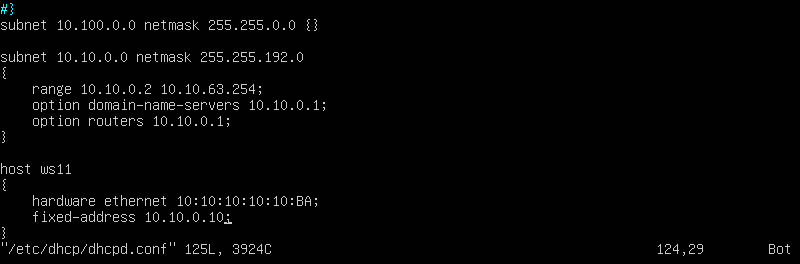 #}
subnet 10.100.0.0 netmask 255.255.0.0 {}
subnet 10.10.0.0 netmask 255.255.192.0
{
range 10.10.0.2 10.10.63.254;
option domain-name-servers 10.10.0.1;
option routers 10.10.0.1;
}
host ws11
{
hardware ethernet 10:10:10:10:10:BA;
fixed-address 10.10.0.10;
}
"/etc/dhcp/dhcpd.conf" 125L, 3924C 124,29 Bot